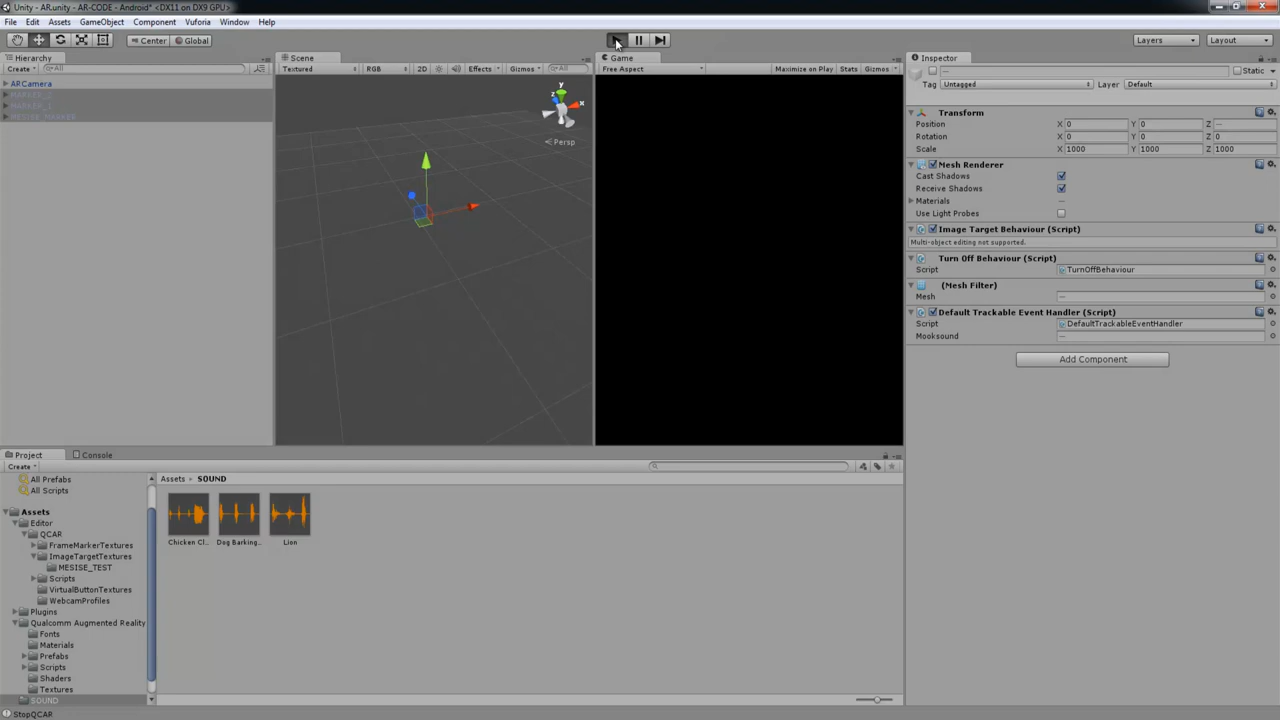 Unity - AR.unity - AR-CODE - Android* <DX11 on DX9 GPU>
File Edit Assets GameObject Component Vuforia Window Help
Center Global
Layers Layout
Hierarchy
Create All
ARCamera
MARKER_1
MESISE_MARKER
Scene
Textured RGB 2D Effects Gizmos All
y
z
x
Persp
Game
Free Aspect Maximize on Play Stats Gizmos
Inspector
— Static
Tag Untagged Layer Default
Transform
Position X 0 Y 0 Z —
Rotation X 0 Y 0 Z 0
Scale X 1000 Y 1000 Z 1000
Mesh Renderer
Cast Shadows
Receive Shadows
Materials —
Use Light Probes
Image Target Behaviour (Script)
Multi-object editing not supported.
Turn Off Behaviour (Script)
Script TurnOffBehaviour
(Mesh Filter)
Mesh —
Default Trackable Event Handler (Script)
Script DefaultTrackableEventHandler
Mooksound —
Add Component
Project Console
Create
All Prefabs
All Scripts
Assets
Editor
QCAR
FrameMarkerTextures
ImageTargetTextures
MESISE_TEST
Scripts
VirtualButtonTextures
WebcamProfiles
Plugins
Qualcomm Augmented Reality
Fonts
Materials
Prefabs
Scripts
Shaders
Textures
SOUND
Assets SOUND
Chicken Cl... Dog Barking... Lion
StopQCAR